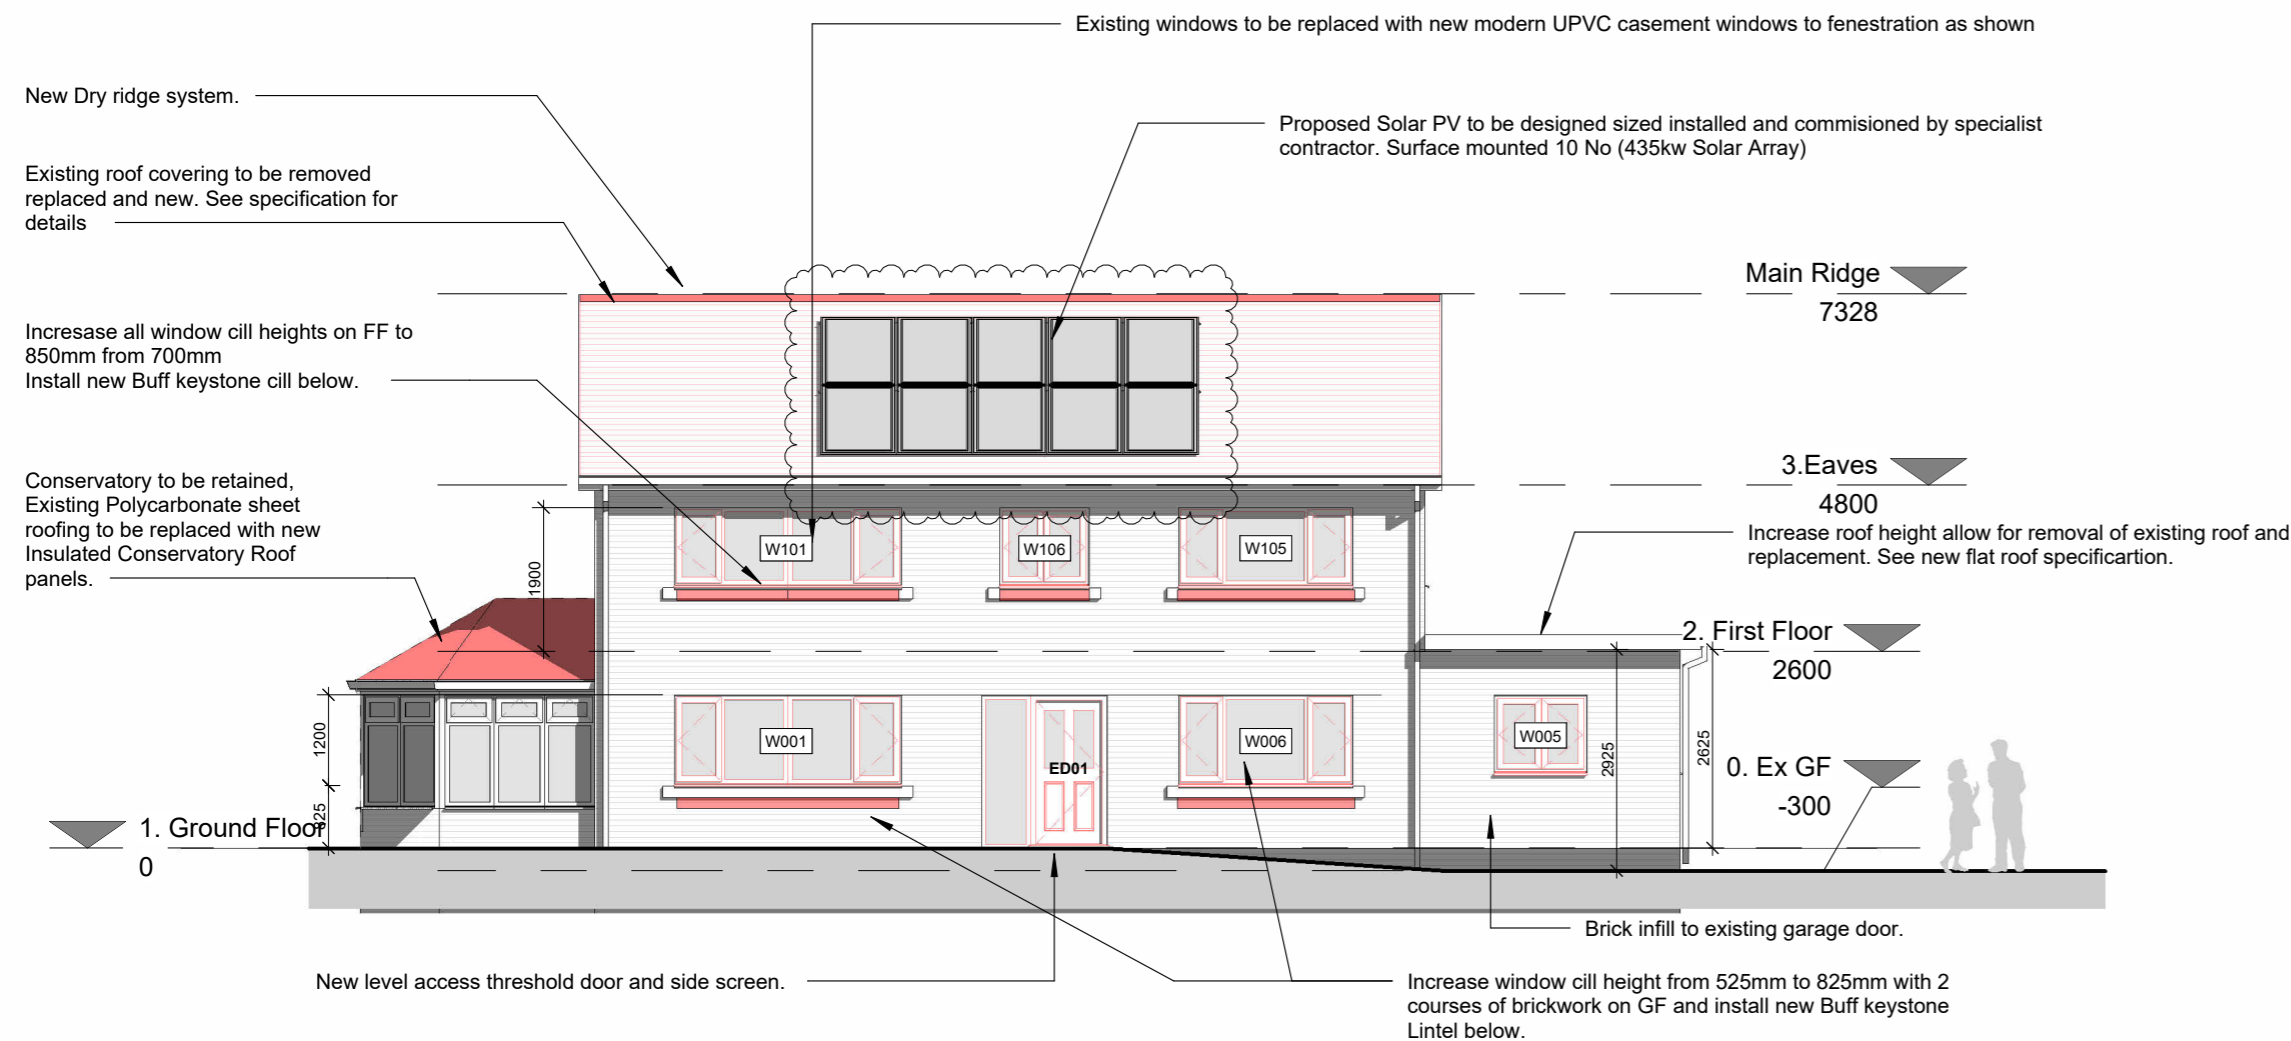 Existing windows to be replaced with new modern UPVC casement windows to fenestration as shown
New Dry ridge system.
Proposed Solar PV to be designed sized installed and commisioned by specialist
contractor. Surface mounted 10 No (435kw Solar Array)
Existing roof covering to be removed
replaced and new. See specification for
details
Main Ridge
7328
Incresase all window cill heights on FF to
850mm from 700mm
Install new Buff keystone cill below.
3.Eaves
4800
Conservatory to be retained,
Existing Polycarbonate sheet
roofing to be replaced with new
Insulated Conservatory Roof
panels.
Increase roof height allow for removal of existing roof and
replacement. See new flat roof specificartion.
W101
W106
W105
1900
2. First Floor
2600
W001
ED01
W006
W005
1200
825
2925
2625
0. Ex GF
-300
1. Ground Floor
0
Brick infill to existing garage door.
New level access threshold door and side screen.
Increase window cill height from 525mm to 825mm with 2
courses of brickwork on GF and install new Buff keystone
Lintel below.